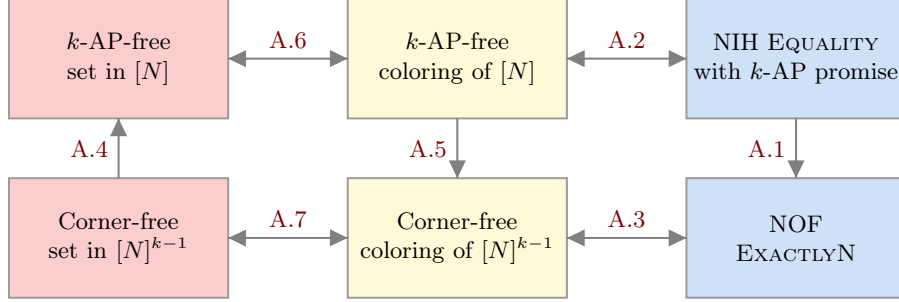 k-AP-free
set in [N]
A.6
k-AP-free
coloring of [N]
A.2
NIH EQUALITY
with k-AP promise
A.4
A.5
A.1
Corner-free
set in [N]^{k−1}
A.7
Corner-free
coloring of [N]^{k−1}
A.3
NOF
EXACTLYN